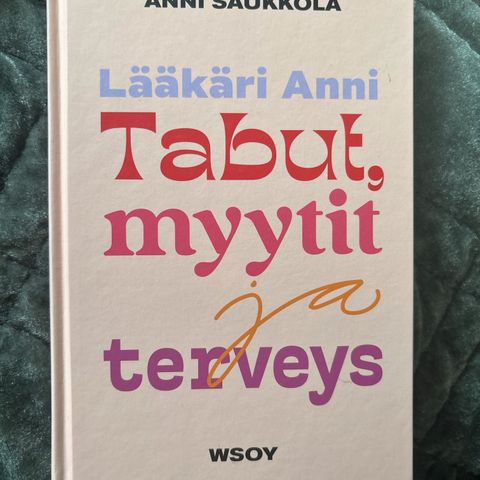 ANNI SAUKKOLA
Lääkäri Anni
Tabut,
myytit
ja
terveys
WSOY